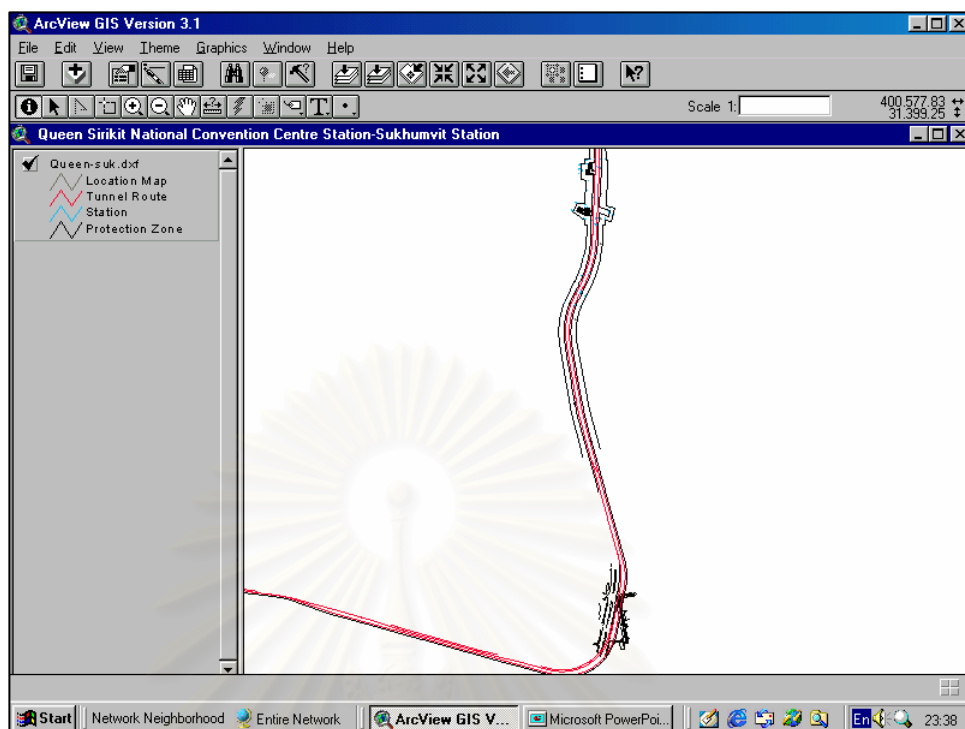 ArcView GIS Version 3.1
File Edit View Theme Graphics Window Help
Scale 1:
400,577.83
31,399.25
Queen Sirikit National Convention Centre Station-Sukhumvit Station
Queen-suk.dxf
Location Map
Tunnel Route
Station
Protection Zone
Start Network Neighborhood Entire Network ArcView GIS V... Microsoft PowerPoi... En 23:38